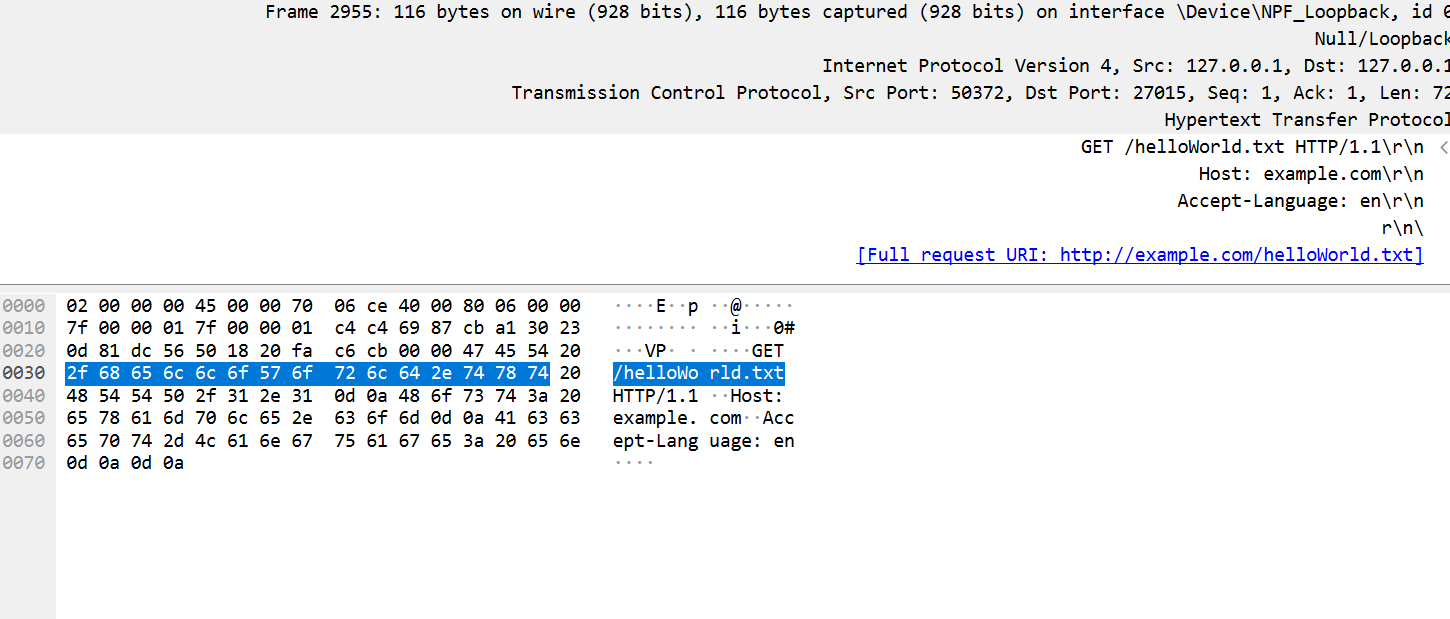 Frame 2955: 116 bytes on wire (928 bits), 116 bytes captured (928 bits) on interface \Device\NPF_Loopback, id 0
Null/Loopback
Internet Protocol Version 4, Src: 127.0.0.1, Dst: 127.0.0.1
Transmission Control Protocol, Src Port: 50372, Dst Port: 27015, Seq: 1, Ack: 1, Len: 72
Hypertext Transfer Protocol
GET /helloWorld.txt HTTP/1.1\r\n <
Host: example.com\r\n
Accept-Language: en\r\n
r\n\
[Full request URI: http://example.com/helloWorld.txt]
0000 02 00 00 00 45 00 00 70 06 ce 40 00 80 06 00 00 ····E··p ··@·····
0010 7f 00 00 01 7f 00 00 01 c4 c4 69 87 cb a1 30 23 ········ ··i···0#
0020 0d 81 dc 56 50 18 20 fa c6 cb 00 00 47 45 54 20 ···VP· · ····GET
0030 2f 68 65 6c 6c 6f 57 6f 72 6c 64 2e 74 78 74 20 /helloWo rld.txt
0040 48 54 54 50 2f 31 2e 31 0d 0a 48 6f 73 74 3a 20 HTTP/1.1 ··Host:
0050 65 78 61 6d 70 6c 65 2e 63 6f 6d 0d 0a 41 63 63 example. com··Acc
0060 65 70 74 2d 4c 61 6e 67 75 61 67 65 3a 20 65 6e ept-Lang uage: en
0070 0d 0a 0d 0a ····